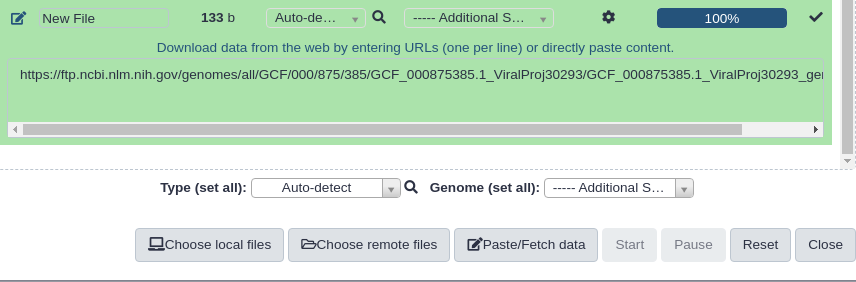 New File 133 b Auto-de… ----- Additional S… 100%
Download data from the web by entering URLs (one per line) or directly paste content.
https://ftp.ncbi.nlm.nih.gov/genomes/all/GCF/000/875/385/GCF_000875385.1_ViralProj30293/GCF_000875385.1_ViralProj30293_ge
Type (set all): Auto-detect Genome (set all): ----- Additional S…
Choose local files Choose remote files Paste/Fetch data Start Pause Reset Close